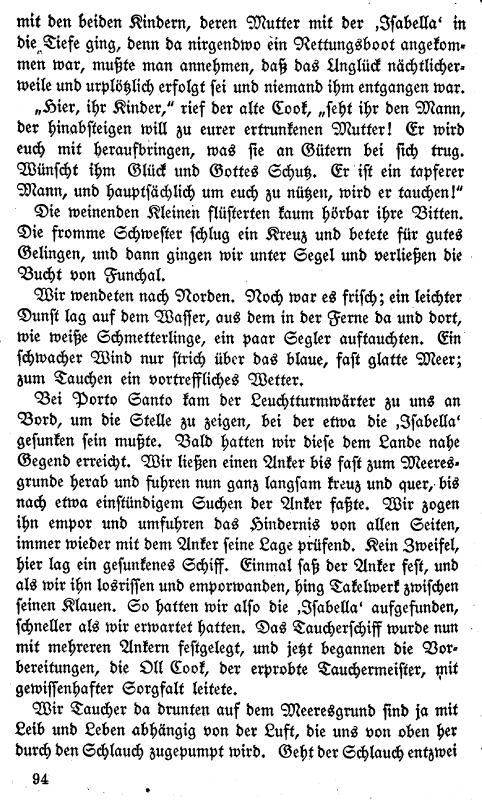 mit den beiden Kindern, deren Mutter mit der ‚Isabella‘ in
die Tiefe ging, denn da nirgendwo ein Rettungsboot angekom-
men war, mußte man annehmen, daß das Unglück nächtlicher-
weile und urplötzlich erfolgt sei und niemand ihm entgangen war.
„Hier, ihr Kinder,“ rief der alte Cook, „seht ihr den Mann,
der hinabsteigen will zu eurer ertrunkenen Mutter! Er wird
euch mit heraufbringen, was sie an Gütern bei sich trug.
Wünscht ihm Glück und Gottes Schutz. Er ist ein tapferer
Mann, und hauptsächlich um euch zu nützen, wird er tauchen!“
Die weinenden Kleinen flüsterten kaum hörbar ihre Bitten.
Die fromme Schwester schlug ein Kreuz und betete für gutes
Gelingen, und dann gingen wir unter Segel und verließen die
Bucht von Funchal.
Wir wendeten nach Norden. Noch war es frisch; ein leichter
Dunst lag auf dem Wasser, aus dem in der Ferne da und dort,
wie weiße Schmetterlinge, ein paar Segler auftauchten. Ein
schwacher Wind nur strich über das blaue, fast glatte Meer;
zum Tauchen ein vortreffliches Wetter.
Bei Porto Santo kam der Leuchtturmwärter zu uns an
Bord, um die Stelle zu zeigen, bei der etwa die ‚Isabella‘
gesunken sein mußte. Bald hatten wir diese dem Lande nahe
Gegend erreicht. Wir ließen einen Anker bis fast zum Meeres-
grunde herab und fuhren nun ganz langsam kreuz und quer, bis
nach etwa einstündigem Suchen der Anker faßte. Wir zogen
ihn empor und umfuhren das Hindernis von allen Seiten,
immer wieder mit dem Anker seine Lage prüfend. Kein Zweifel,
hier lag ein gesunkenes Schiff. Einmal saß der Anker fest, und
als wir ihn losrissen und emporwanden, hing Takelwerk zwischen
seinen Klauen. So hatten wir also die ‚Isabella‘ aufgefunden,
schneller als wir erwartet hatten. Das Taucherschiff wurde nun
mit mehreren Ankern festgelegt, und jetzt begannen die Vor-
bereitungen, die Oll Cook, der erprobte Tauchermeister, mit
gewissenhafter Sorgfalt leitete.
Wir Taucher da drunten auf dem Meeresgrund sind ja mit
Leib und Leben abhängig von der Luft, die uns von oben her
durch den Schlauch zugepumpt wird. Geht der Schlauch entzwei
94